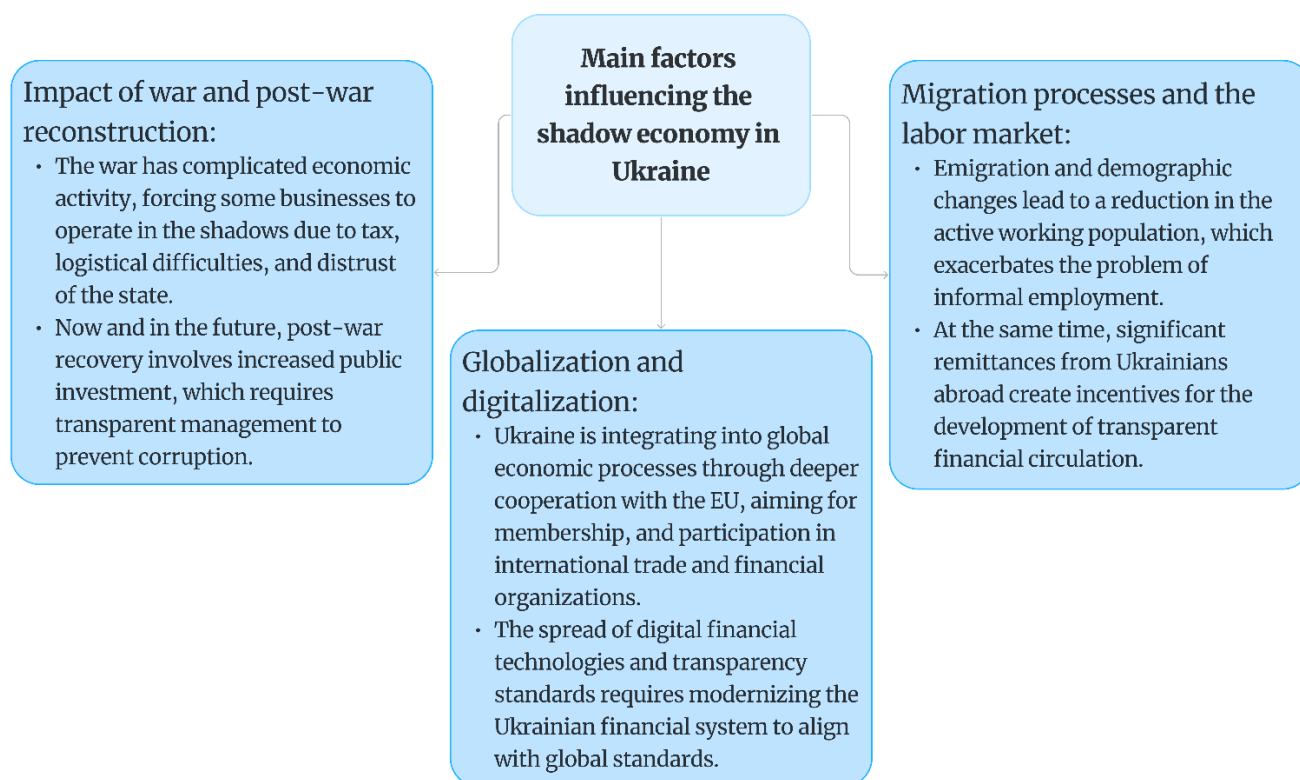 Main factors
influencing the
shadow economy in
Ukraine
Impact of war and post-war
reconstruction:
• The war has complicated economic
activity, forcing some businesses to
operate in the shadows due to tax,
logistical difficulties, and distrust
of the state.
• Now and in the future, post-war
recovery involves increased public
investment, which requires
transparent management to
prevent corruption.
Globalization and
digitalization:
• Ukraine is integrating into global
economic processes through deeper
cooperation with the EU, aiming for
membership, and participation in
international trade and financial
organizations.
• The spread of digital financial
technologies and transparency
standards requires modernizing the
Ukrainian financial system to align
with global standards.
Migration processes and the
labor market:
• Emigration and demographic
changes lead to a reduction in the
active working population, which
exacerbates the problem of
informal employment.
• At the same time, significant
remittances from Ukrainians
abroad create incentives for the
development of transparent
financial circulation.